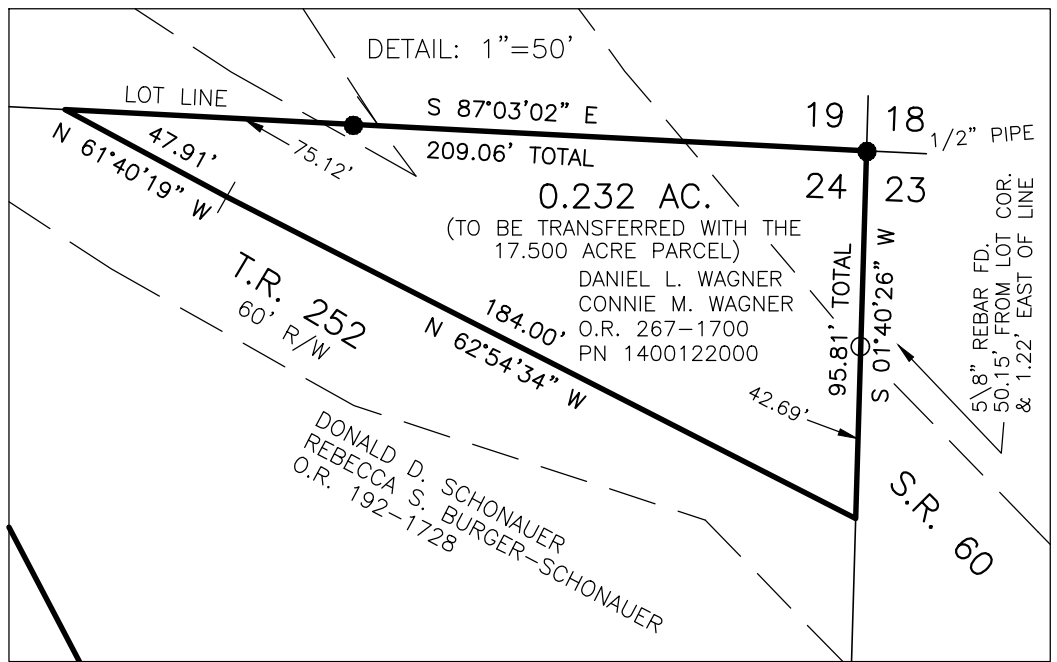 DETAIL: 1"=50'
LOT LINE
S 87°03'02" E
209.06' TOTAL
19
18
24
23
1/2" PIPE
47.91'
N 61°40'19" W
75.12'
0.232 AC.
(TO BE TRANSFERRED WITH THE
17.500 ACRE PARCEL)
DANIEL L. WAGNER
CONNIE M. WAGNER
O.R. 267-1700
PN 1400122000
T.R. 252
60' R/W
184.00'
N 62°54'34" W
95.81' TOTAL
S 01°40'26" W
42.69'
5\8" REBAR FD.
50.15' FROM LOT COR.
& 1.22' EAST OF LINE
S.R. 60
DONALD D. SCHONAUER
REBECCA S. BURGER-SCHONAUER
O.R. 192-1728